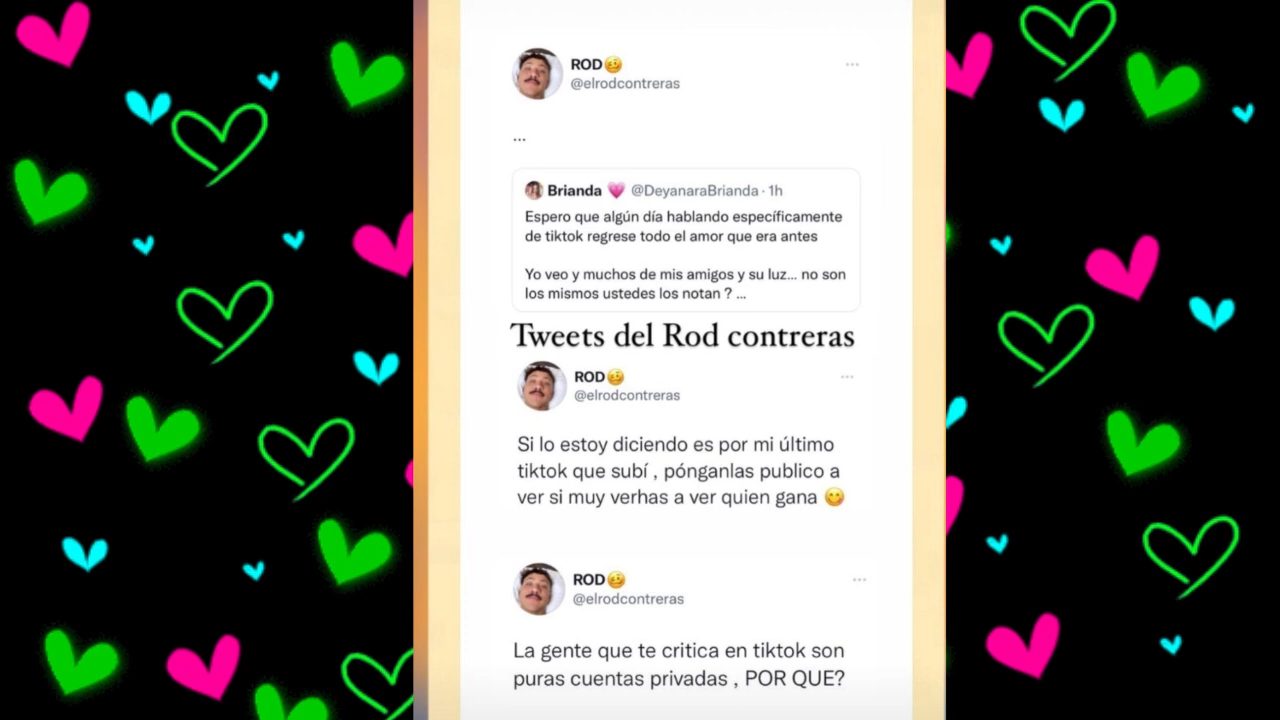 ROD🥴
@elrodcontreras
...
Brianda 💗 @DeyanaraBrianda · 1h
Espero que algún día hablando específicamente
de tiktok regrese todo el amor que era antes
Yo veo y muchos de mis amigos y su luz... no son
los mismos ustedes los notan ? ...
Tweets del Rod contreras
ROD🥴
@elrodcontreras
Si lo estoy diciendo es por mi último
tiktok que subí , pónganlas publico a
ver si muy verhas a ver quien gana 😋
ROD🥴
@elrodcontreras
La gente que te critica en tiktok son
puras cuentas privadas , POR QUE?